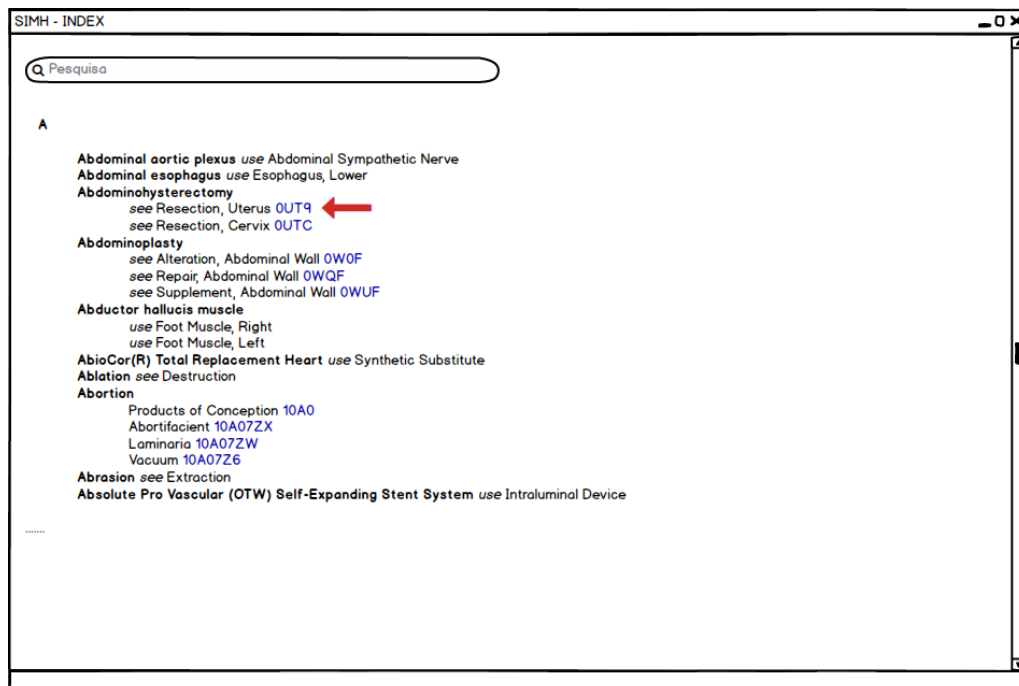 SIMH - INDEX
Pesquisa
A
Abdominal aortic plexus use Abdominal Sympathetic Nerve
Abdominal esophagus use Esophagus, Lower
Abdominohysterectomy
see Resection, Uterus 0UT9
see Resection, Cervix 0UTC
Abdominoplasty
see Alteration, Abdominal Wall 0W0F
see Repair, Abdominal Wall 0WQF
see Supplement, Abdominal Wall 0WUF
Abductor hallucis muscle
use Foot Muscle, Right
use Foot Muscle, Left
AbioCor(R) Total Replacement Heart use Synthetic Substitute
Ablation see Destruction
Abortion
Products of Conception 10A0
Abortifacient 10A07ZX
Laminaria 10A07ZW
Vacuum 10A07Z6
Abrasion see Extraction
Absolute Pro Vascular (OTW) Self-Expanding Stent System use Intraluminal Device
.......